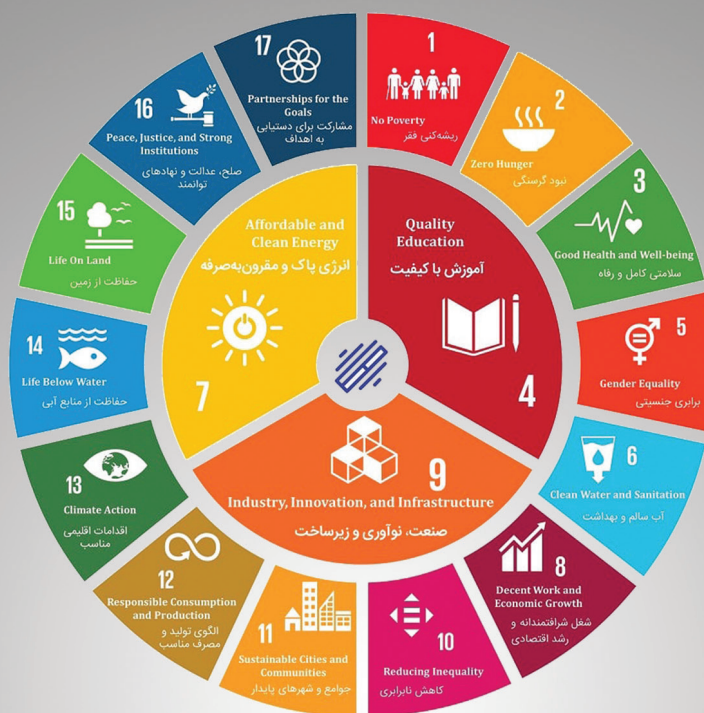 1
No Poverty
ریشه‌کنی فقر
2
Zero Hunger
نبود گرسنگی
3
Good Health and Well-being
سلامتی کامل و رفاه
5
Gender Equality
برابری جنسیتی
6
Clean Water and Sanitation
آب سالم و بهداشت
8
Decent Work and
Economic Growth
شغل شرافتمندانه و
رشد اقتصادی
10
Reducing Inequality
کاهش نابرابری
11
Sustainable Cities and
Communities
جوامع و شهرهای پایدار
12
Responsible Consumption
and Production
الگوی تولید و
مصرف مناسب
13
Climate Action
اقدامات اقلیمی
مناسب
14
Life Below Water
حفاظت از منابع آبی
15
Life On Land
حفاظت از زمین
16
Peace, Justice, and Strong
Institutions
صلح، عدالت و نهادهای
توانمند
17
Partnerships for the
Goals
مشارکت برای دستیابی
به اهداف
Quality
Education
آموزش با کیفیت
4
Affordable and
Clean Energy
انرژی پاک و مقرون‌به‌صرفه
7
9
Industry, Innovation, and Infrastructure
صنعت، نوآوری و زیرساخت